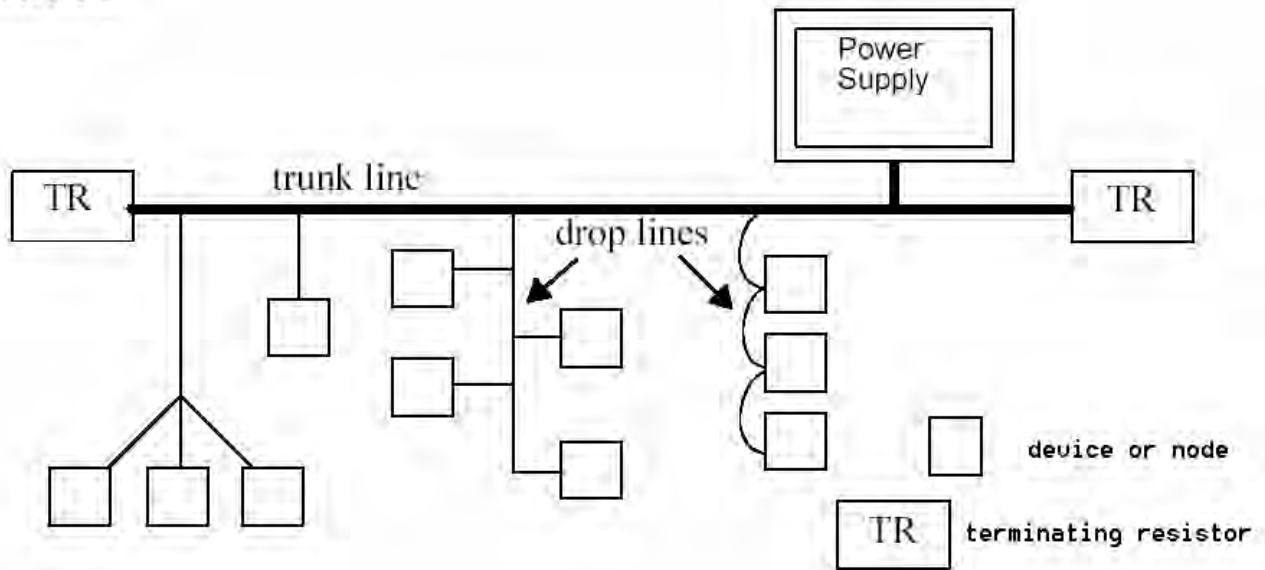 Power
Supply
TR
trunk line
TR
drop lines
device or node
TR
terminating resistor